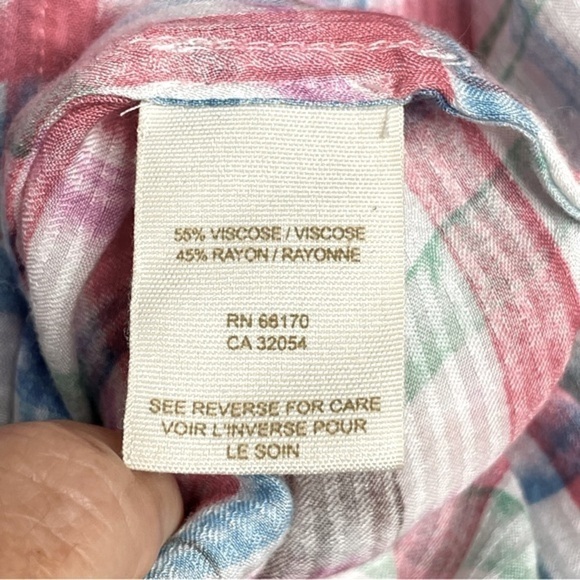 55% VISCOSE / VISCOSE
45% RAYON / RAYONNE
RN 66170
CA 32054
SEE REVERSE FOR CARE
VOIR L'INVERSE POUR
LE SOIN